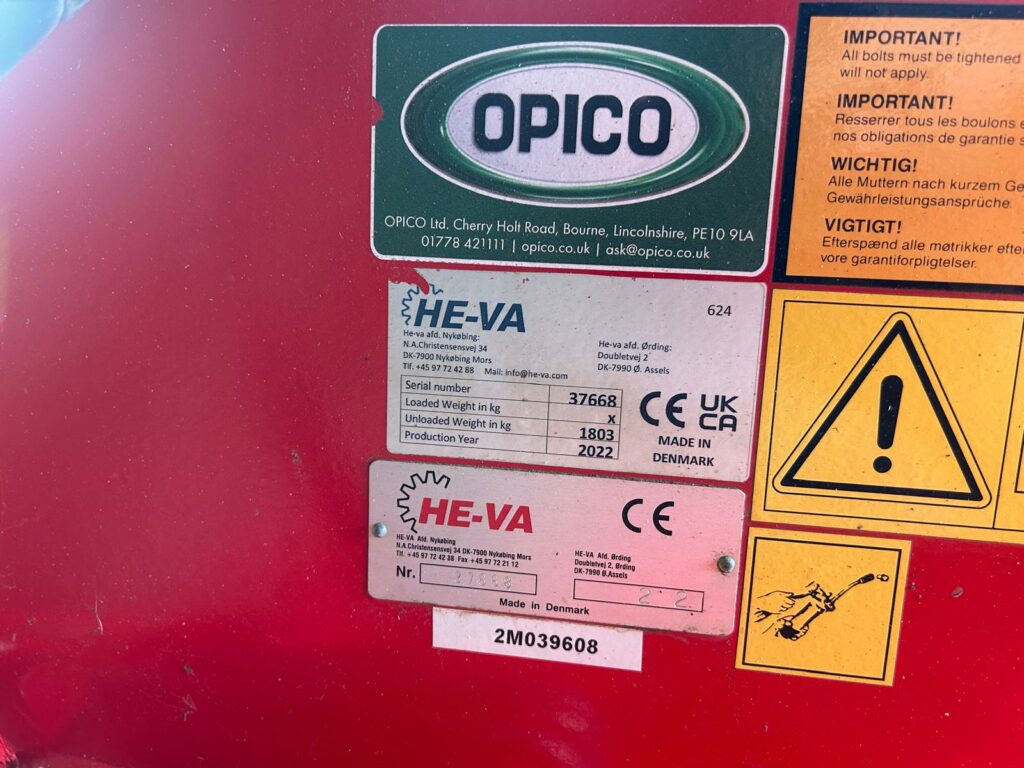 OPICO
OPICO Ltd. Cherry Holt Road, Bourne, Lincolnshire, PE10 9LA
01778 421111 | opico.co.uk | ask@opico.co.uk
IMPORTANT!
All bolts must be tightened
will not apply.
IMPORTANT!
Resserrer tous les boulons
nos obligations de garantie
WICHTIG!
Alle Muttern nach kurzem
Gewährleistungsansprüche.
VIGTIGT!
Efterspænd alle møtrikker
vore garantiforpligtelser.
HE-VA
624
He-va afd. Nykøbing:
N.A.Christensensvej 34
DK-7900 Nykøbing Mors
Tlf. +45 97 72 42 88 Mail: info@he-va.com
He-va afd. Ørding:
Doubletvej 2
DK-7990 Ø. Assels
Serial number 37668
Loaded Weight in kg x
Unloaded Weight in kg 1803
Production Year 2022
CE UK
CA
MADE IN
DENMARK
HE-VA
CE
HE-VA Afd. Nykøbing
N.A.Christensensvej 34 DK-7900 Nykøbing Mors
Tlf. +45 97 72 42 38 Fax +45 97 72 21 12
HE-VA Afd. Ørding
Doubletvej 2, Ørding
DK-7990 Ø.Assels
Nr. 37668
2 2
Made in Denmark
2M039608